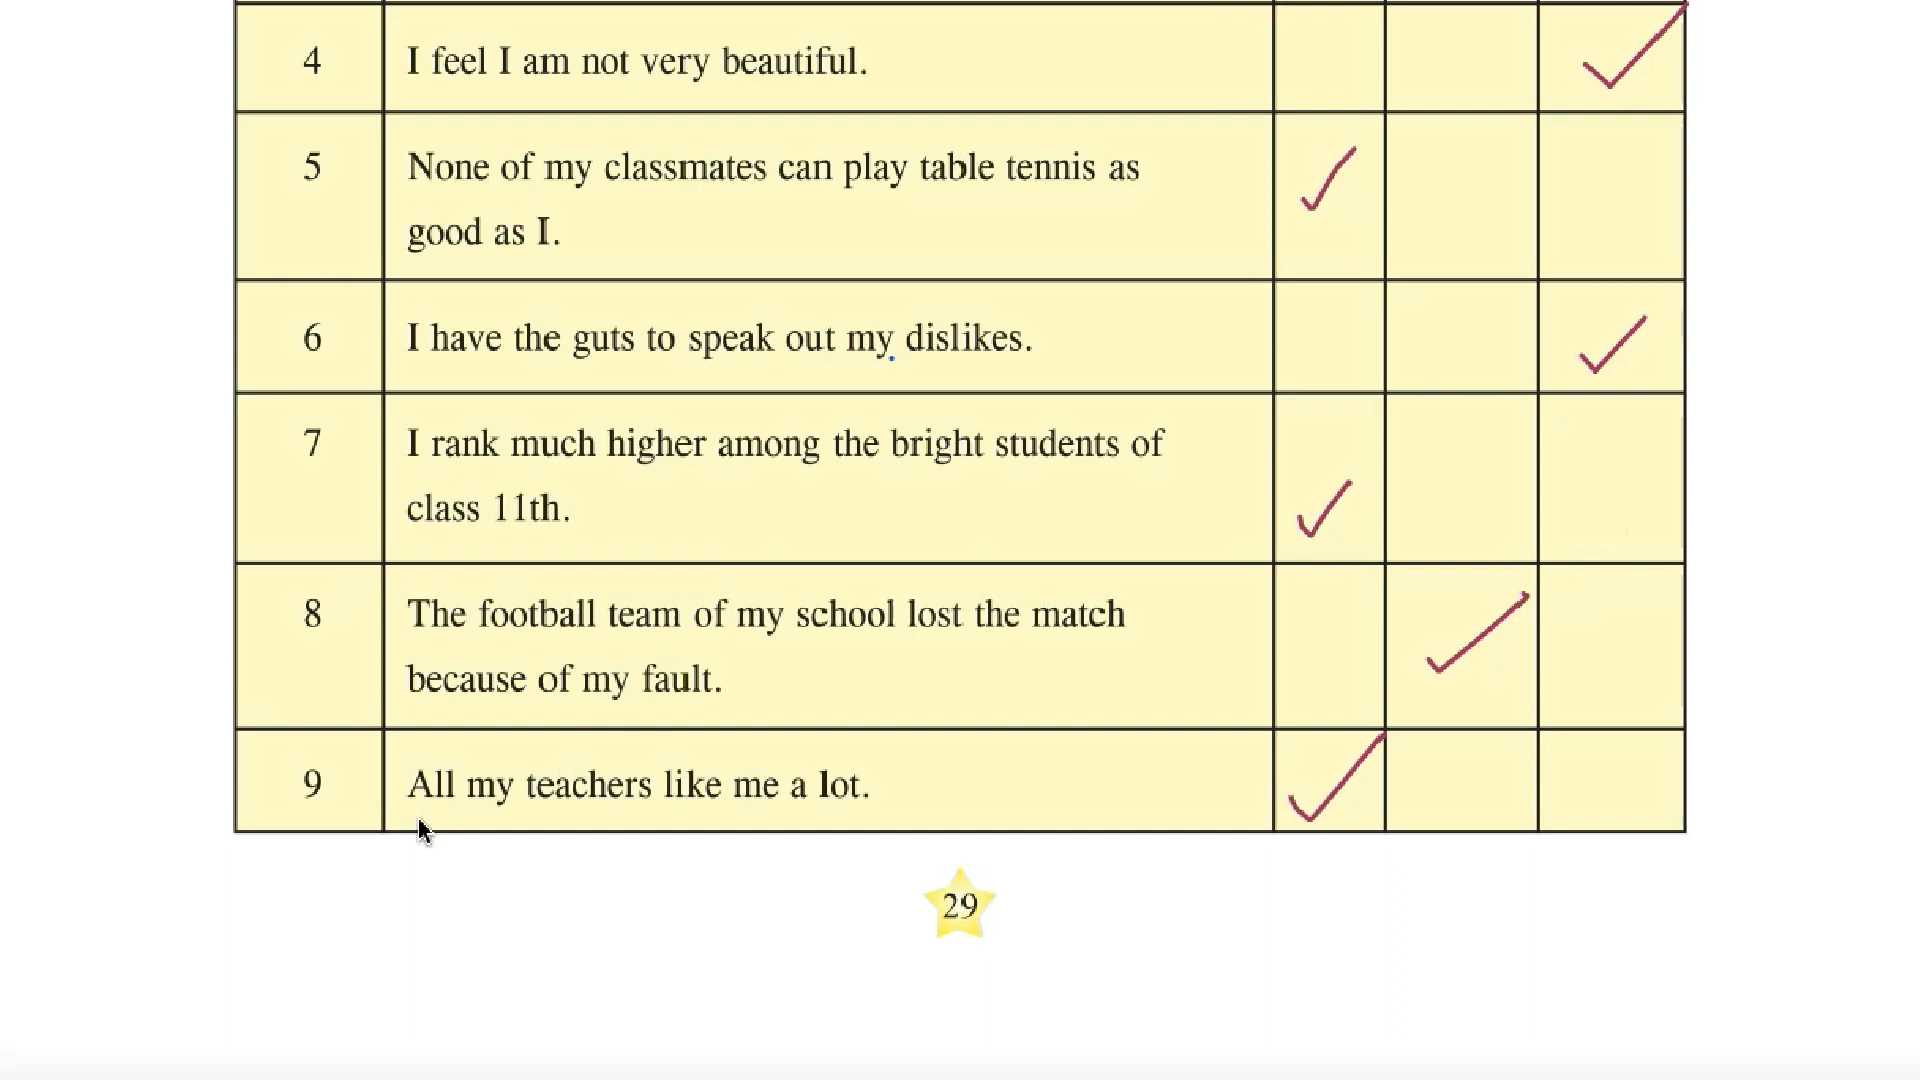 4 I feel I am not very beautiful.
5 None of my classmates can play table tennis as
good as I.
6 I have the guts to speak out my dislikes.
7 I rank much higher among the bright students of
class 11th.
8 The football team of my school lost the match
because of my fault.
9 All my teachers like me a lot.
29